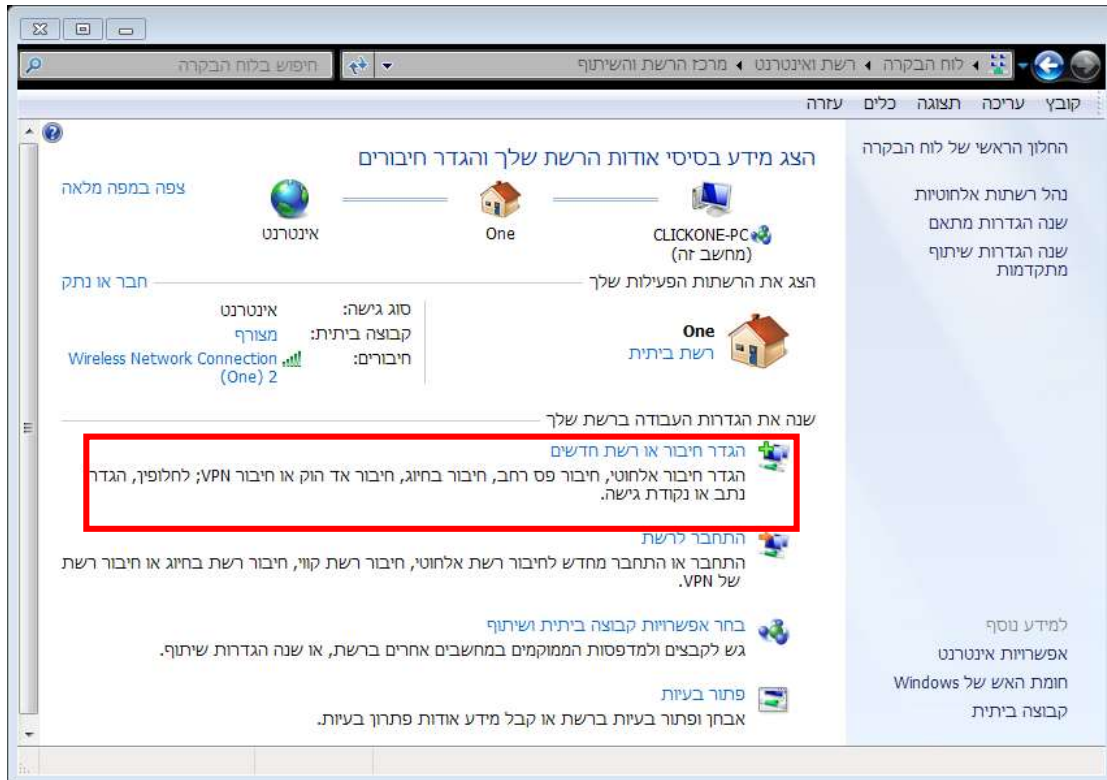 לוח הבקרה ◂ רשת ואינטרנט ◂ מרכז הרשת והשיתוף
חיפוש בלוח הבקרה
קובץ עריכה תצוגה כלים עזרה
החלון הראשי של לוח הבקרה
נהל רשתות אלחוטיות
שנה הגדרות מתאם
שנה הגדרות שיתוף
מתקדמות
למידע נוסף
אפשרויות אינטרנט
חומת האש של Windows
קבוצה ביתית
הצג מידע בסיסי אודות הרשת שלך והגדר חיבורים
CLICKONE-PC
(מחשב זה)
One
אינטרנט
צפה במפה מלאה
הצג את הרשתות הפעילות שלך
חבר או נתק
One
רשת ביתית
סוג גישה: אינטרנט
קבוצה ביתית: מצורף
חיבורים: Wireless Network Connection
(One) 2
שנה את הגדרות העבודה ברשת שלך
הגדר חיבור או רשת חדשים
הגדר חיבור אלחוטי, חיבור פס רחב, חיבור בחיוג, חיבור אד הוק או חיבור VPN; לחלופין, הגדר
נתב או נקודת גישה.
התחבר לרשת
התחבר או התחבר מחדש לחיבור רשת אלחוטי, חיבור רשת קווי, חיבור רשת בחיוג או חיבור רשת
של VPN.
בחר אפשרויות קבוצה ביתית ושיתוף
גש לקבצים ולמדפסות הממוקמים במחשבים אחרים ברשת, או שנה הגדרות שיתוף.
פתור בעיות
אבחן ופתור בעיות ברשת או קבל מידע אודות פתרון בעיות.